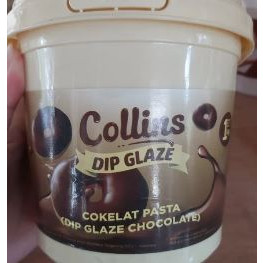 Collins
DIP GLAZE
COKELAT PASTA
(DIP GLAZE CHOCOLATE)